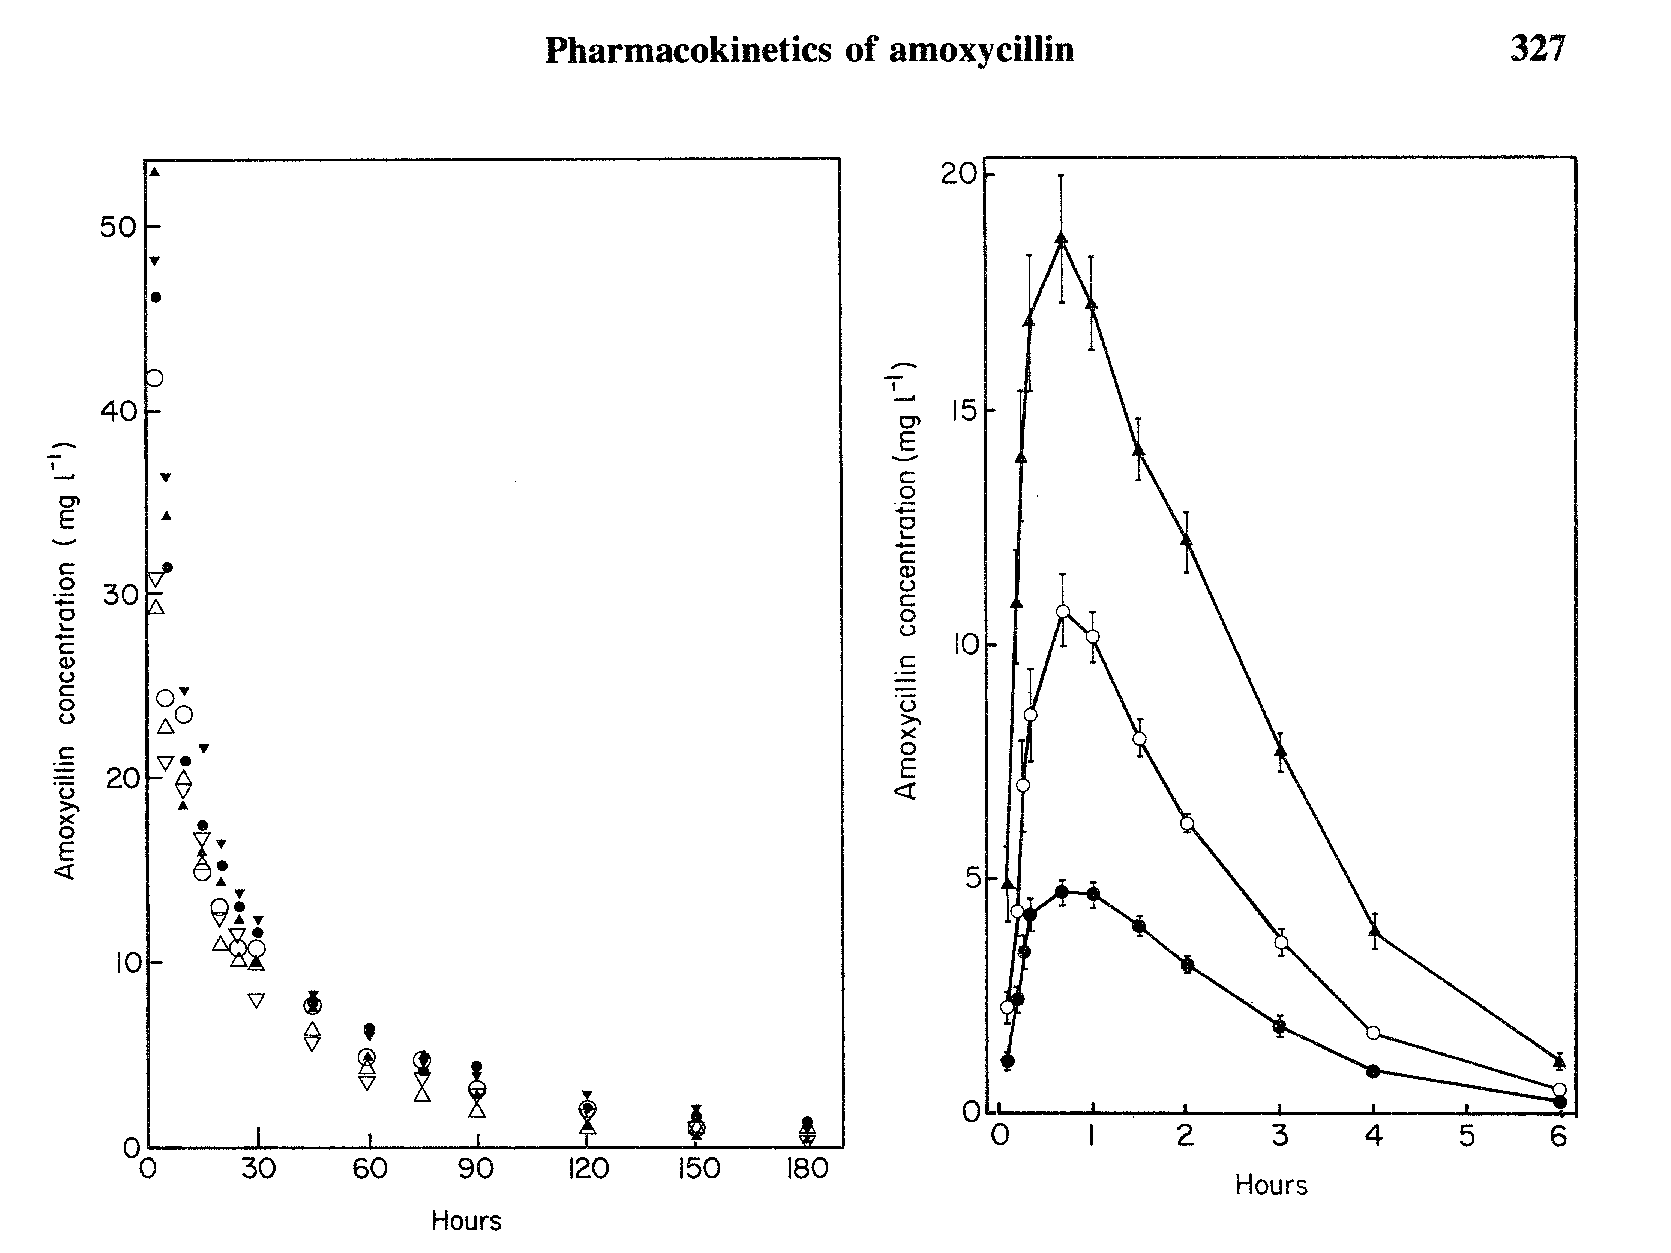 Pharmacokinetics of amoxycillin 327
50
40
30
20
10
0
Amoxycillin concentration (mg l⁻¹)
0 30 60 90 120 150 180
Hours
20
15
10
5
0
Amoxycillin concentration (mg l⁻¹)
0 1 2 3 4 5 6
Hours